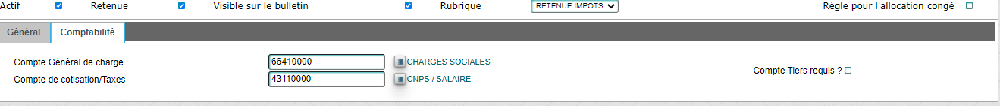 Actif Retenue Visible sur le bulletin Rubrique RETENUE IMPOTS Règle pour l'allocation congé
Général Comptabilité
Compte Général de charge 66410000 CHARGES SOCIALES
Compte Tiers requis ?
Compte de cotisation/Taxes 43110000 CNPS / SALAIRE